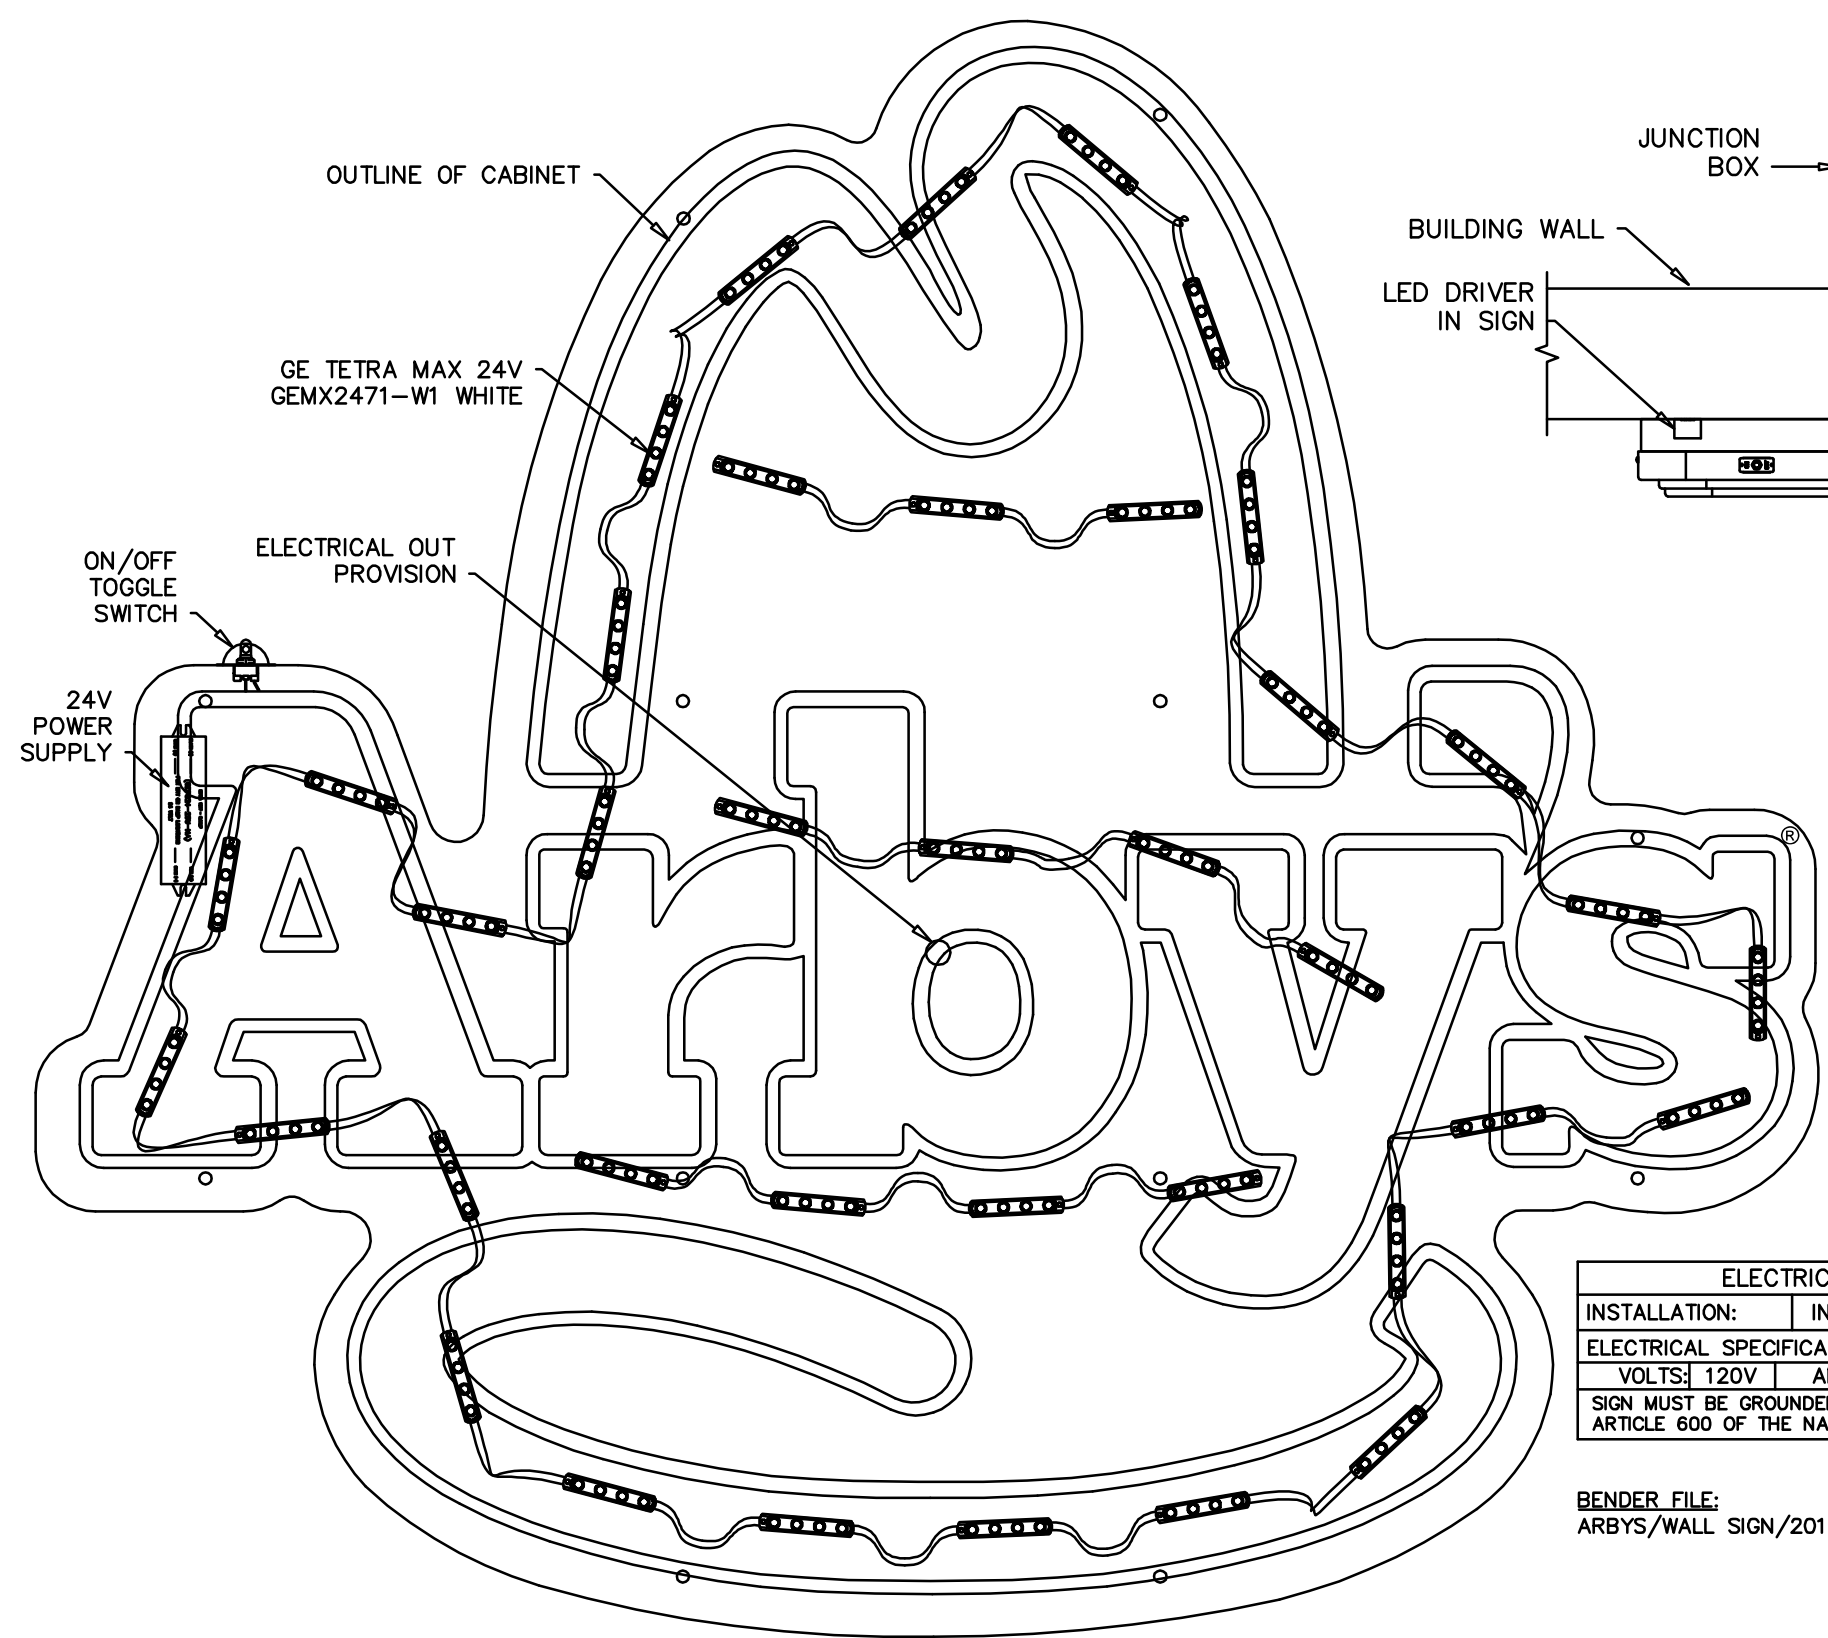 OUTLINE OF CABINET
JUNCTION
BOX
BUILDING WALL
LED DRIVER
IN SIGN
GE TETRA MAX 24V
GEMX2471-W1 WHITE
ELECTRICAL OUT
PROVISION
ON/OFF
TOGGLE
SWITCH
24V
POWER
SUPPLY
Arby's
®
ELECTRIC
INSTALLATION: IN
ELECTRICAL SPECIFICA
VOLTS: 120V A
SIGN MUST BE GROUNDE
ARTICLE 600 OF THE NA
BENDER FILE:
ARBYS/WALL SIGN/201